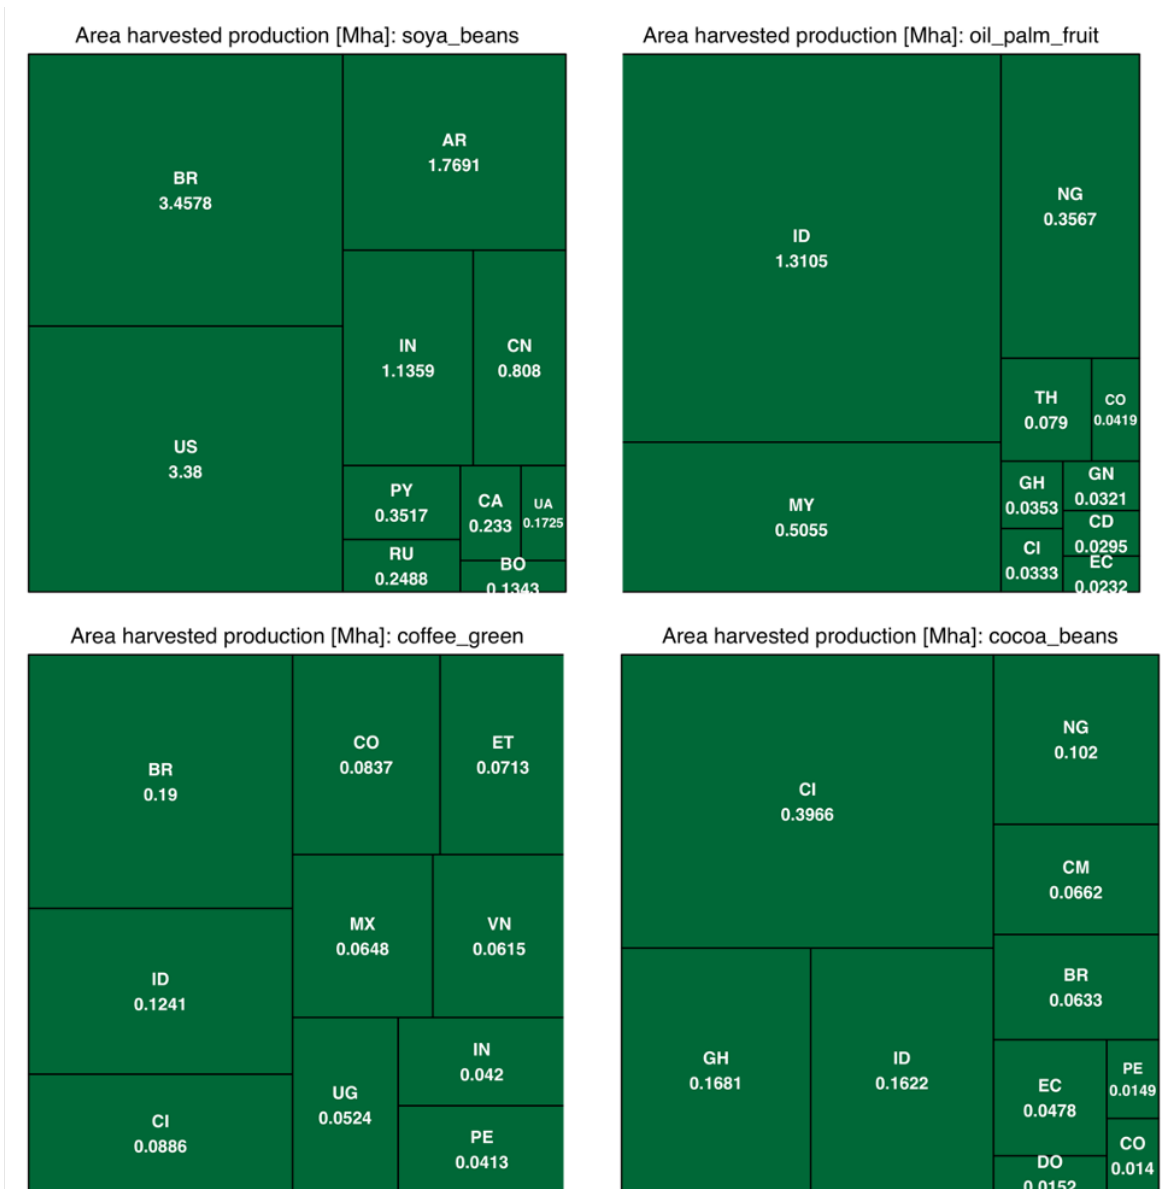 Area harvested production [Mha]: soya_beans
BR
3.4578
AR
1.7691
US
3.38
IN
1.1359
CN
0.808
PY
0.3517
CA
0.233
UA
0.1725
RU
0.2488
BO
0.1343
Area harvested production [Mha]: oil_palm_fruit
ID
1.3105
NG
0.3567
MY
0.5055
TH
0.079
CO
0.0419
GH
0.0353
GN
0.0321
CD
0.0295
CI
0.0333
EC
0.0232
Area harvested production [Mha]: coffee_green
BR
0.19
CO
0.0837
ET
0.0713
ID
0.1241
MX
0.0648
VN
0.0615
CI
0.0886
UG
0.0524
IN
0.042
PE
0.0413
Area harvested production [Mha]: cocoa_beans
CI
0.3966
NG
0.102
CM
0.0662
BR
0.0633
GH
0.1681
ID
0.1622
EC
0.0478
PE
0.0149
DO
0.0152
CO
0.014